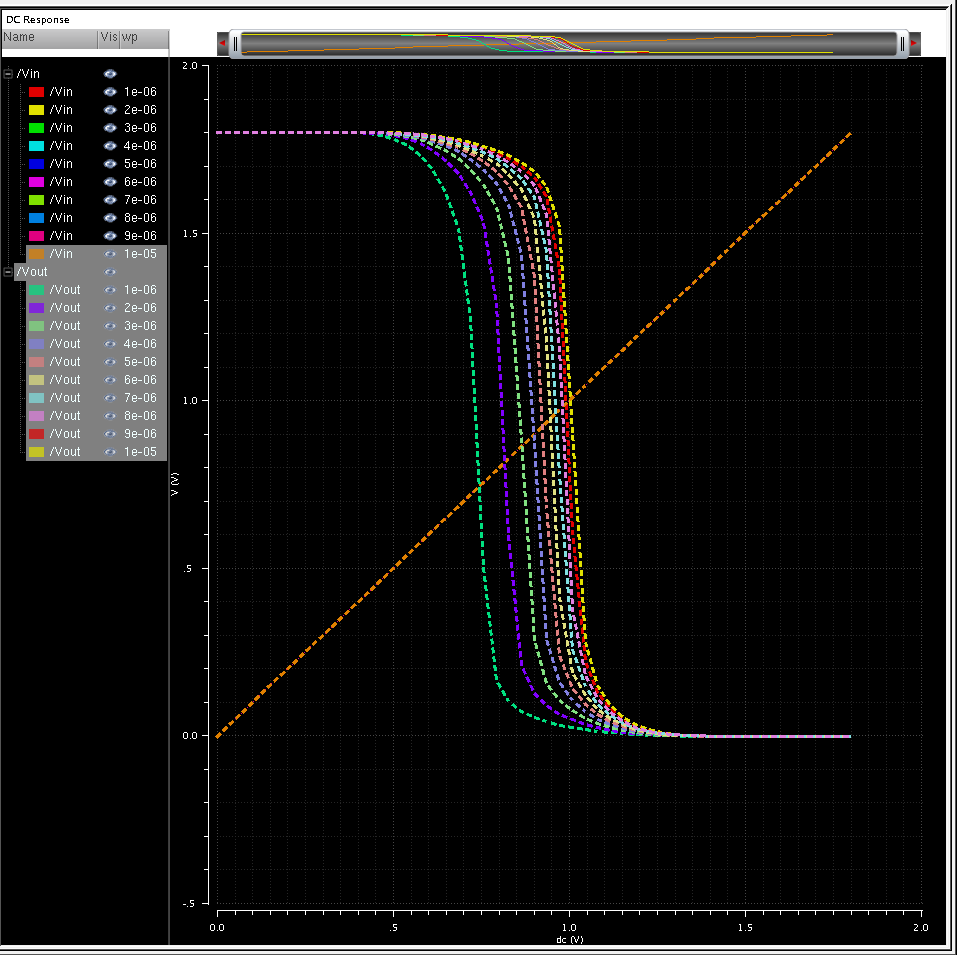 DC Response
Name Vis wp
/Vin
/Vin 1e-06
/Vin 2e-06
/Vin 3e-06
/Vin 4e-06
/Vin 5e-06
/Vin 6e-06
/Vin 7e-06
/Vin 8e-06
/Vin 9e-06
/Vin 1e-05
/Vout
/Vout 1e-06
/Vout 2e-06
/Vout 3e-06
/Vout 4e-06
/Vout 5e-06
/Vout 6e-06
/Vout 7e-06
/Vout 8e-06
/Vout 9e-06
/Vout 1e-05
2.0
1.5
1.0
V (V)
.5
0.0
-.5
0.0 .5 1.0 1.5 2.0
dc (V)